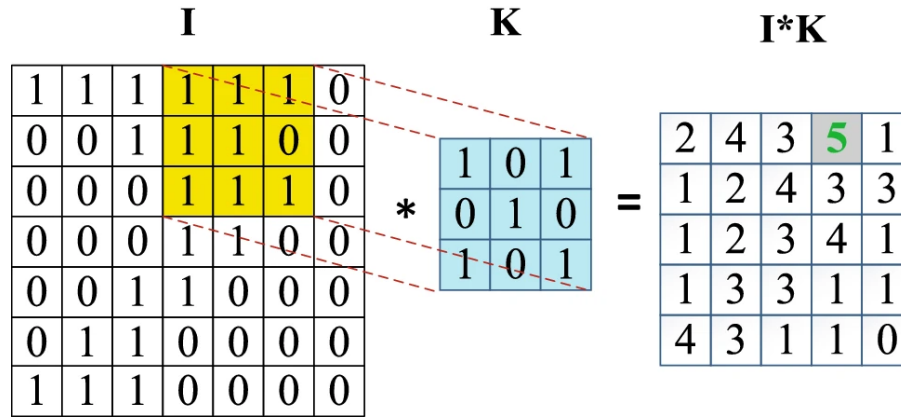 I K I*K
1 1 1 1 1 1 0
0 0 1 1 1 0 0
0 0 0 1 1 1 0
0 0 0 1 1 0 0
0 0 1 1 0 0 0
0 1 1 0 0 0 0
1 1 1 0 0 0 0
*
1 0 1
0 1 0
1 0 1
=
2 4 3 5 1
1 2 4 3 3
1 2 3 4 1
1 3 3 1 1
4 3 1 1 0